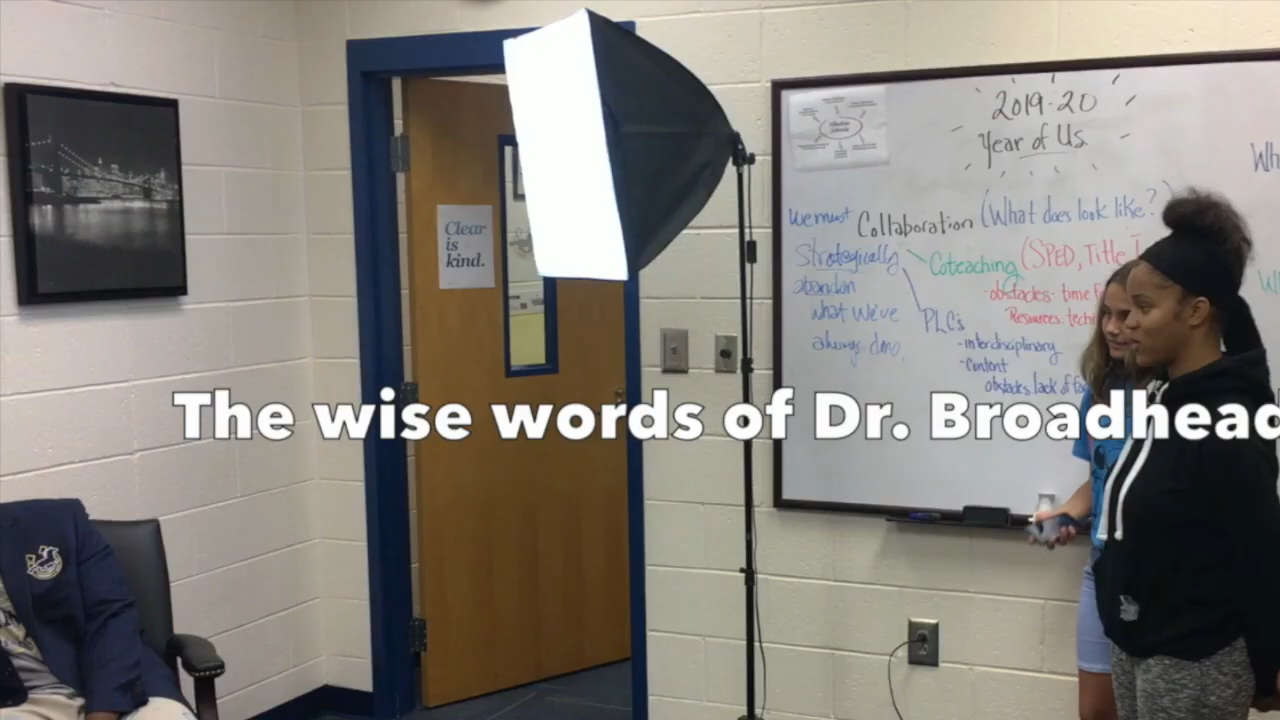 2019-20
Year of Us
Wh
we must
Collaboration (What does look like?)
strategically
Coteaching (SPED, Title I
abandon
obstacles - time f
what we've
Resources: tech
always done.
PLC's
- interdisciplinary
- Content
obstacles lack of fa
Clear
is
kind.
The wise words of Dr. Broadhead